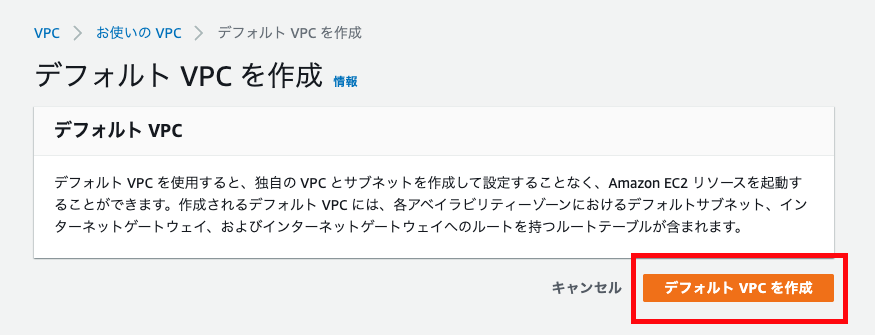 VPC > お使いの VPC > デフォルト VPC を作成
デフォルト VPC を作成 情報
デフォルト VPC
デフォルト VPC を使用すると、独自の VPC とサブネットを作成して設定することなく、Amazon EC2 リソースを起動す
ることができます。作成されるデフォルト VPC には、各アベイラビリティーゾーンにおけるデフォルトサブネット、イン
ターネットゲートウェイ、およびインターネットゲートウェイへのルートを持つルートテーブルが含まれます。
キャンセル デフォルト VPC を作成